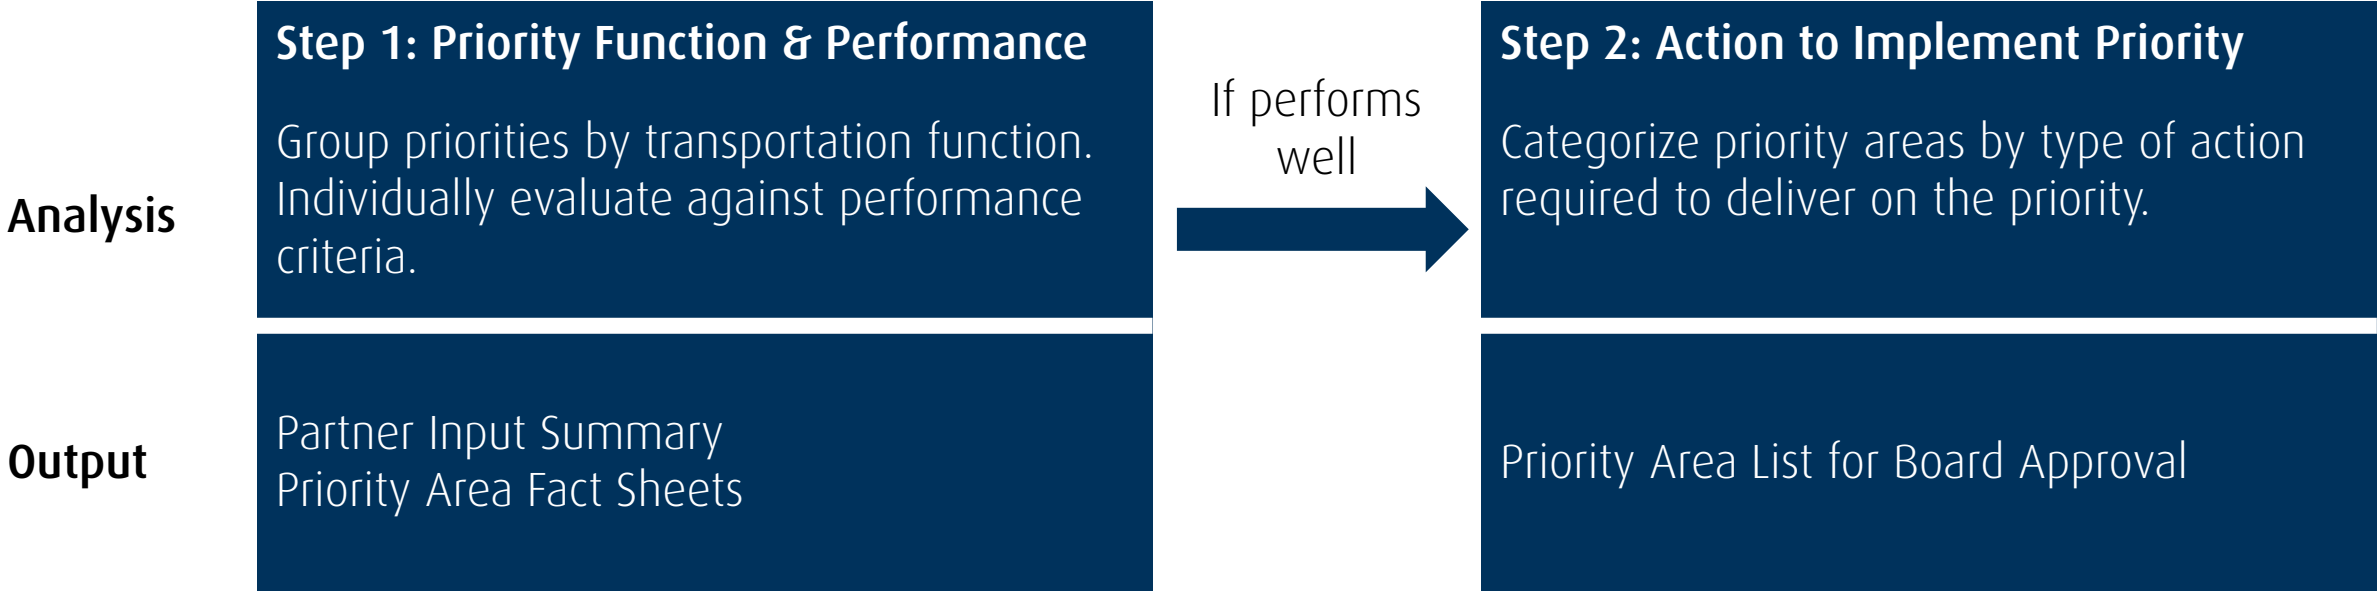 Step 1: Priority Function & Performance
Group priorities by transportation function.
Individually evaluate against performance
criteria.
If performs
well
Step 2: Action to Implement Priority
Categorize priority areas by type of action
required to deliver on the priority.
Analysis
Output
Partner Input Summary
Priority Area Fact Sheets
Priority Area List for Board Approval